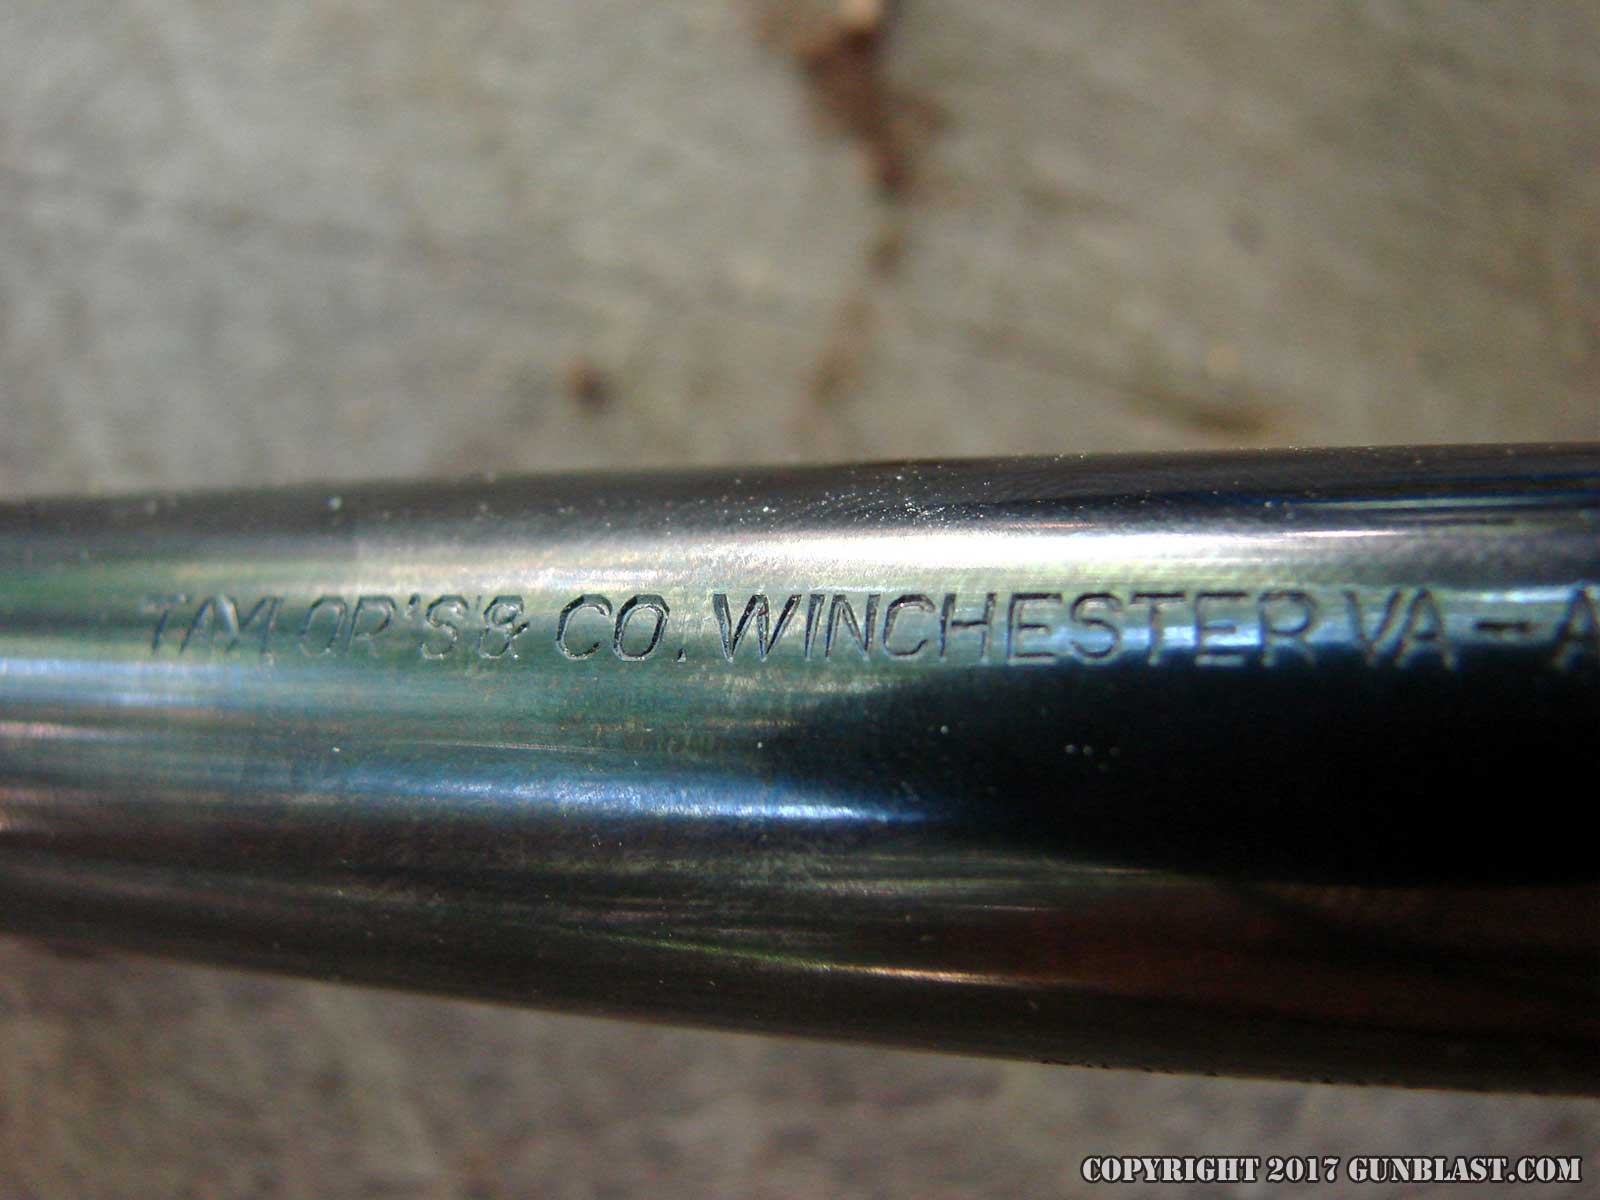 TAYLOR'S & CO. WINCHESTER VA - A
COPYRIGHT 2017 GUNBLAST.COM